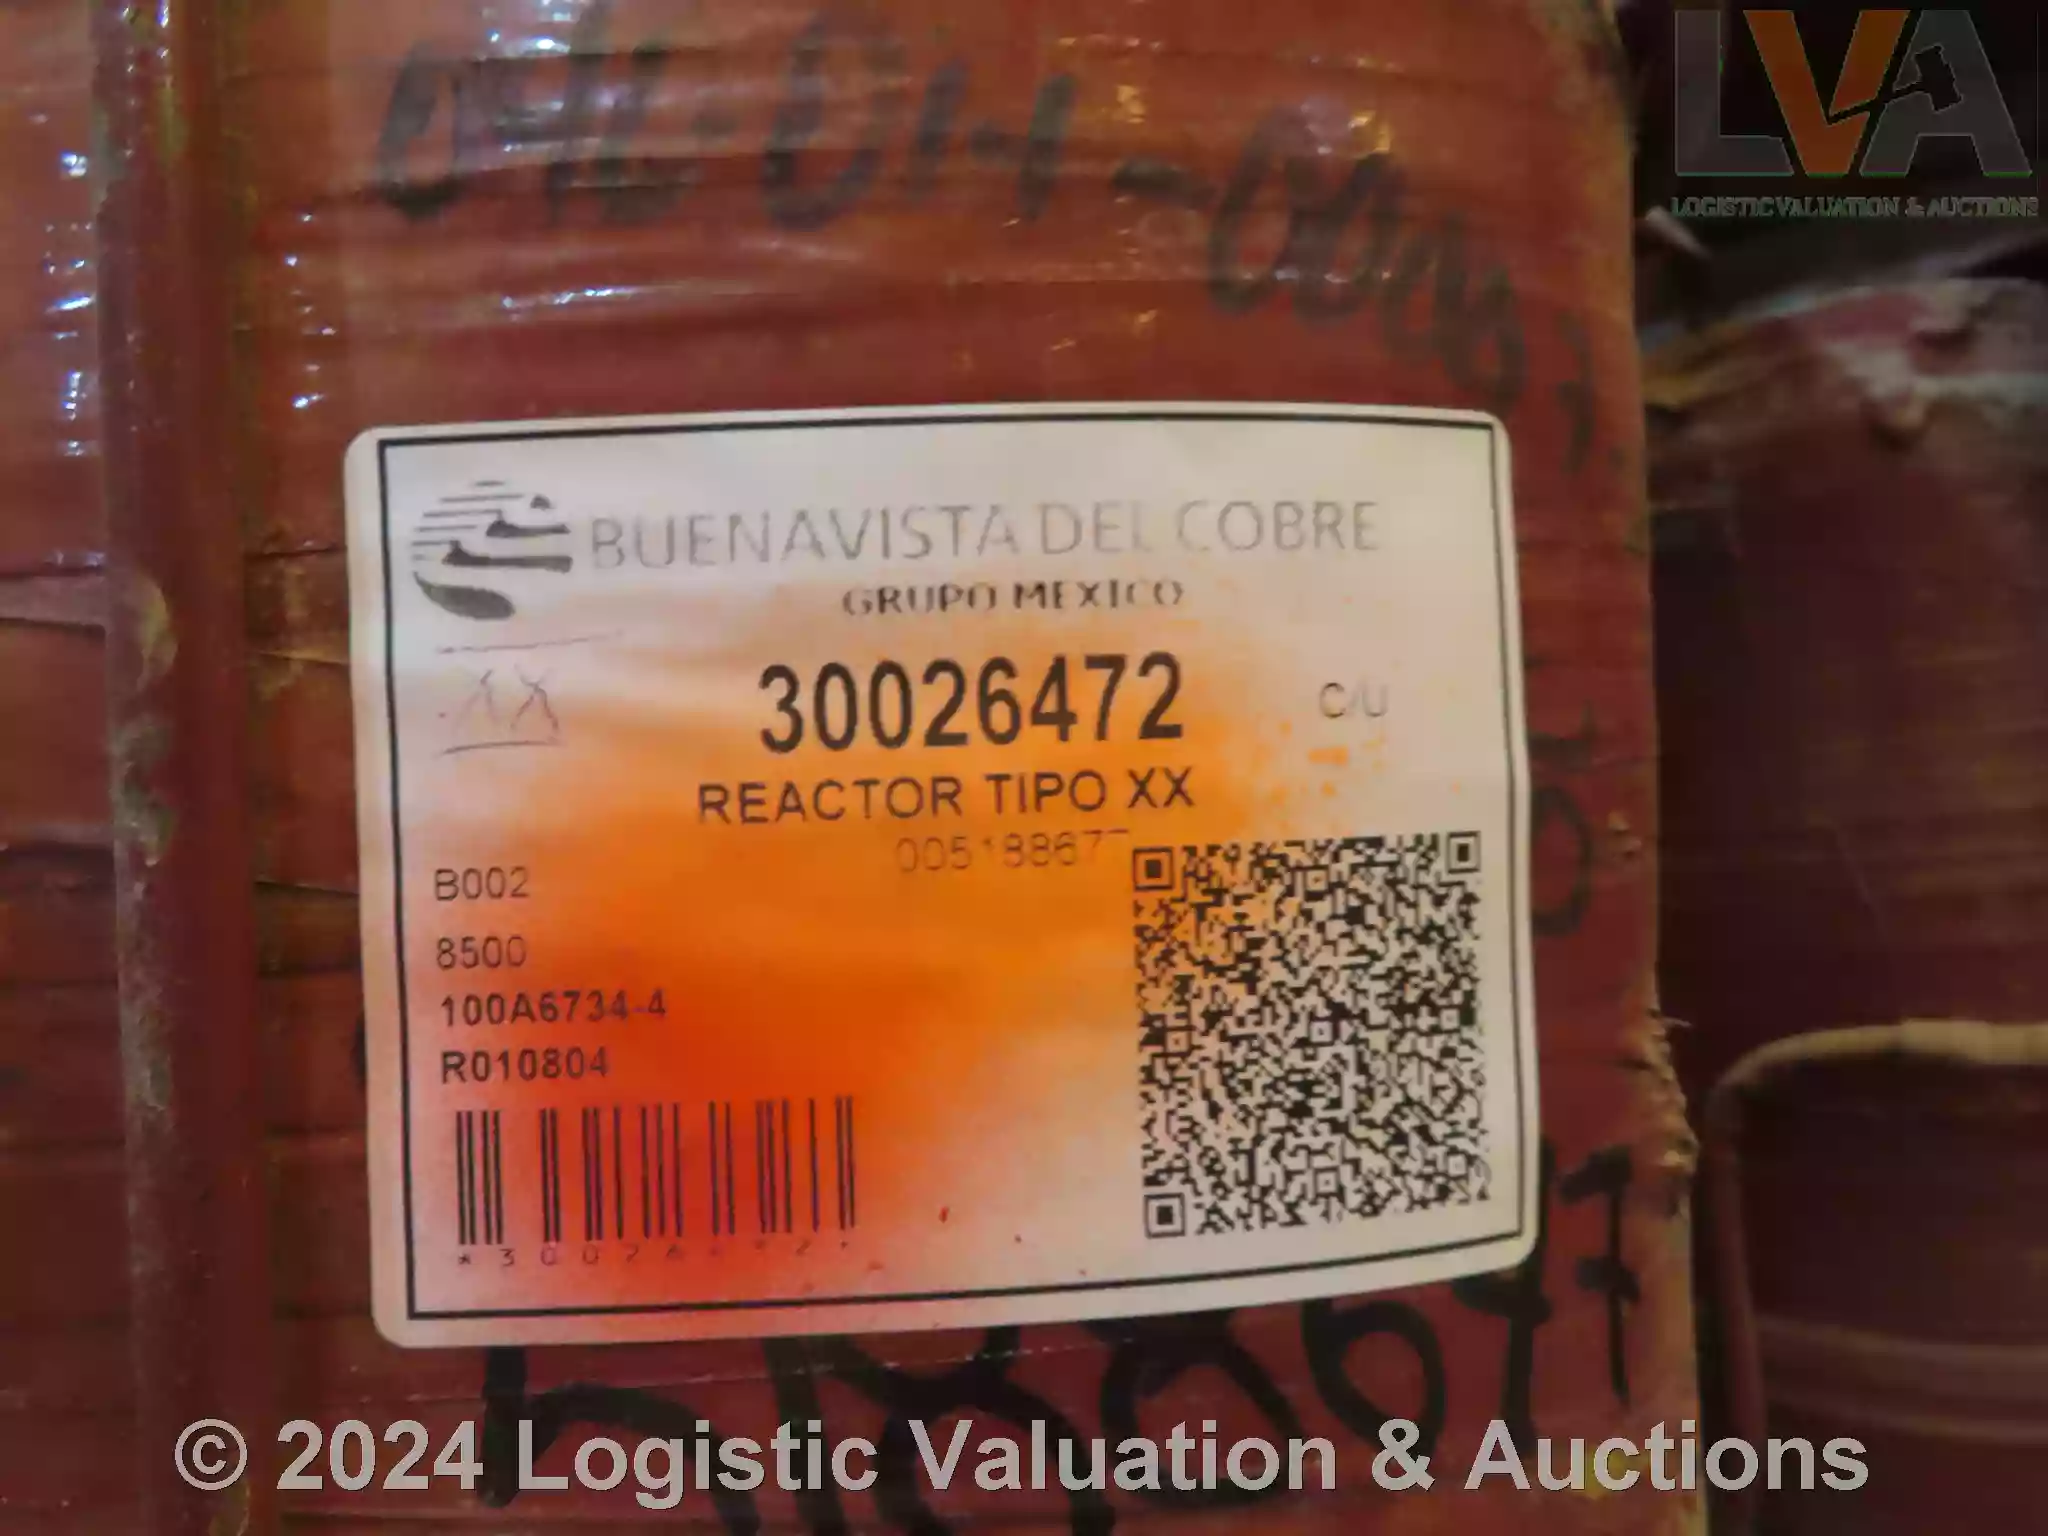 LVA
LOGISTIC VALUATION & AUCTIONS
BUENAVISTA DEL COBRE
GRUPO MEXICO
XX
30026472
C/U
REACTOR TIPO XX
B002
8500
100A6734-4
R010804
© 2024 Logistic Valuation & Auctions